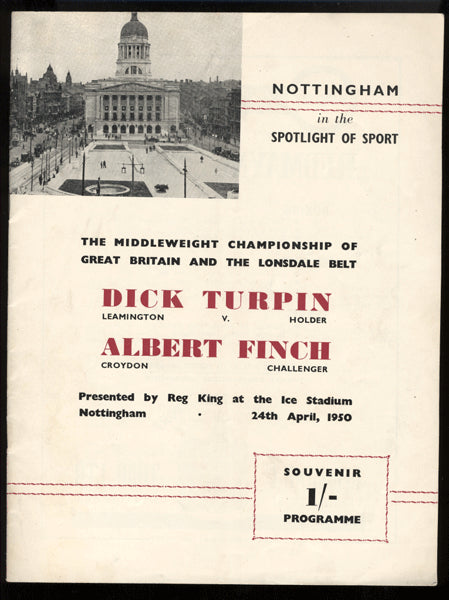 NOTTINGHAM
in the
SPOTLIGHT OF SPORT
THE MIDDLEWEIGHT CHAMPIONSHIP OF
GREAT BRITAIN AND THE LONSDALE BELT
DICK TURPIN
LEAMINGTON V. HOLDER
ALBERT FINCH
CROYDON CHALLENGER
Presented by Reg King at the Ice Stadium
Nottingham · 24th April, 1950
SOUVENIR
1/-
PROGRAMME